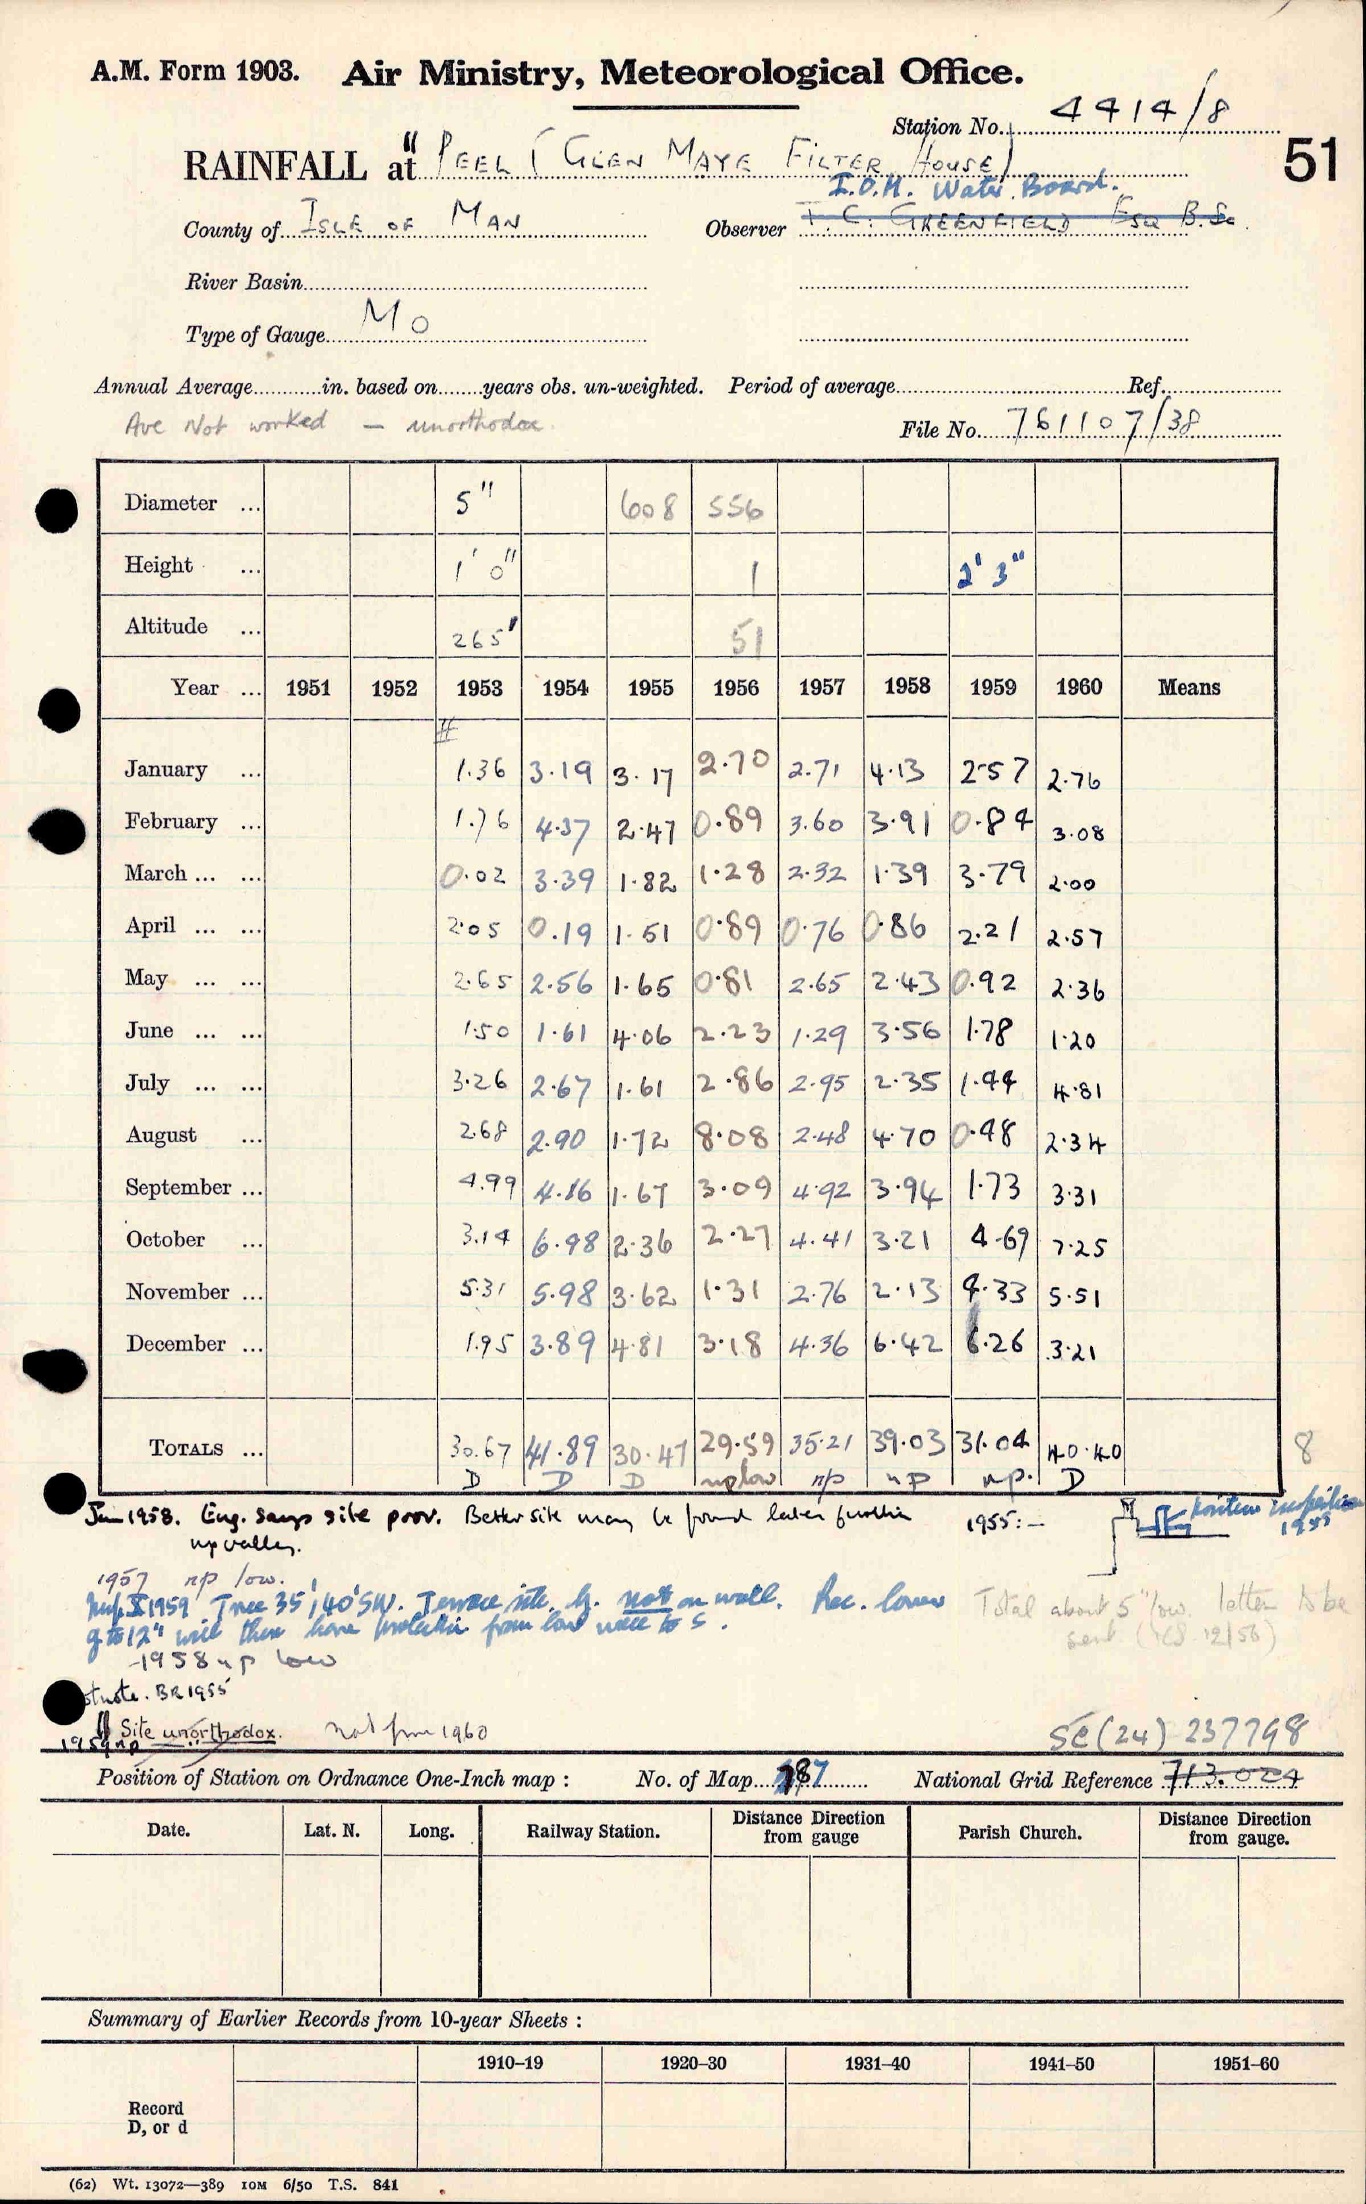 A.M. Form 1903. Air Ministry, Meteorological Office.
Station No. 4414/8
51
RAINFALL at " PEEL (GLEN MAYE FILTER HOUSE)
I.O.M. Water Board.
County of ISLE OF MAN Observer T. C. GREENFIELD ESQ B.Sc.
River Basin
Type of Gauge MO
Annual Average in. based on years obs. un-weighted. Period of average Ref.
Ave Not worked — unorthodox.
File No. 761107/38
Diameter ... 5" 608 556
Height ... 1' 0" 1 2' 3"
Altitude ... 265' 51
Year ... 1951 1952 1953 1954 1955 1956 1957 1958 1959 1960 Means
January ... 1.36 3.19 3.17 2.70 2.71 4.13 2.57 2.76
February ... 1.76 4.37 2.47 0.89 3.60 3.91 0.84 3.08
March ... ... 0.02 3.39 1.82 1.28 2.32 1.39 3.79 2.00
April ... ... 2.05 0.19 1.51 0.89 0.76 0.86 2.21 2.57
May ... ... 2.65 2.56 1.65 0.81 2.65 2.43 0.92 2.36
June ... ... 1.50 1.61 4.06 2.23 1.29 3.56 1.78 1.20
July ... ... 3.26 2.67 1.61 2.86 2.95 2.35 1.44 4.81
August ... 2.68 2.90 1.72 8.08 2.48 4.70 0.48 2.34
September ... 4.99 4.16 1.67 3.09 4.92 3.94 1.73 3.31
October ... 3.14 6.98 2.36 2.27 4.41 3.21 4.69 7.25
November ... 5.31 5.98 3.62 1.31 2.76 2.13 4.33 5.51
December ... 1.95 3.89 4.81 3.18 4.36 6.42 6.26 3.21
TOTALS ... 30.67 41.89 30.47 29.59 35.21 39.03 31.04 40.40 8
D D D np low np np np. D
Jun 1958. Eng. says site poor. Better site may be found later further 1955:—
up valley.
1955
1957 np low.
1959 Tree 35', 40' SW. Terrace site. not on wall. Rec. lower
g to 12" will then have protection from low wall to S.
Total about 5" low letter to be
sent. 12/56)
-1958 np low
BR 1955
Site unorthodox. Not from 1960
1959 np
SC (24) 237798
Position of Station on Ordnance One-Inch map : No. of Map 87 National Grid Reference 713.024
Date. Lat. N. Long. Railway Station. Distance Direction from gauge Parish Church. Distance Direction from gauge.
Summary of Earlier Records from 10-year Sheets :
1910–19 1920–30 1931–40 1941–50 1951–60
Record
D, or d
(62) Wt. 13072—389 10M 6/50 T.S. 841